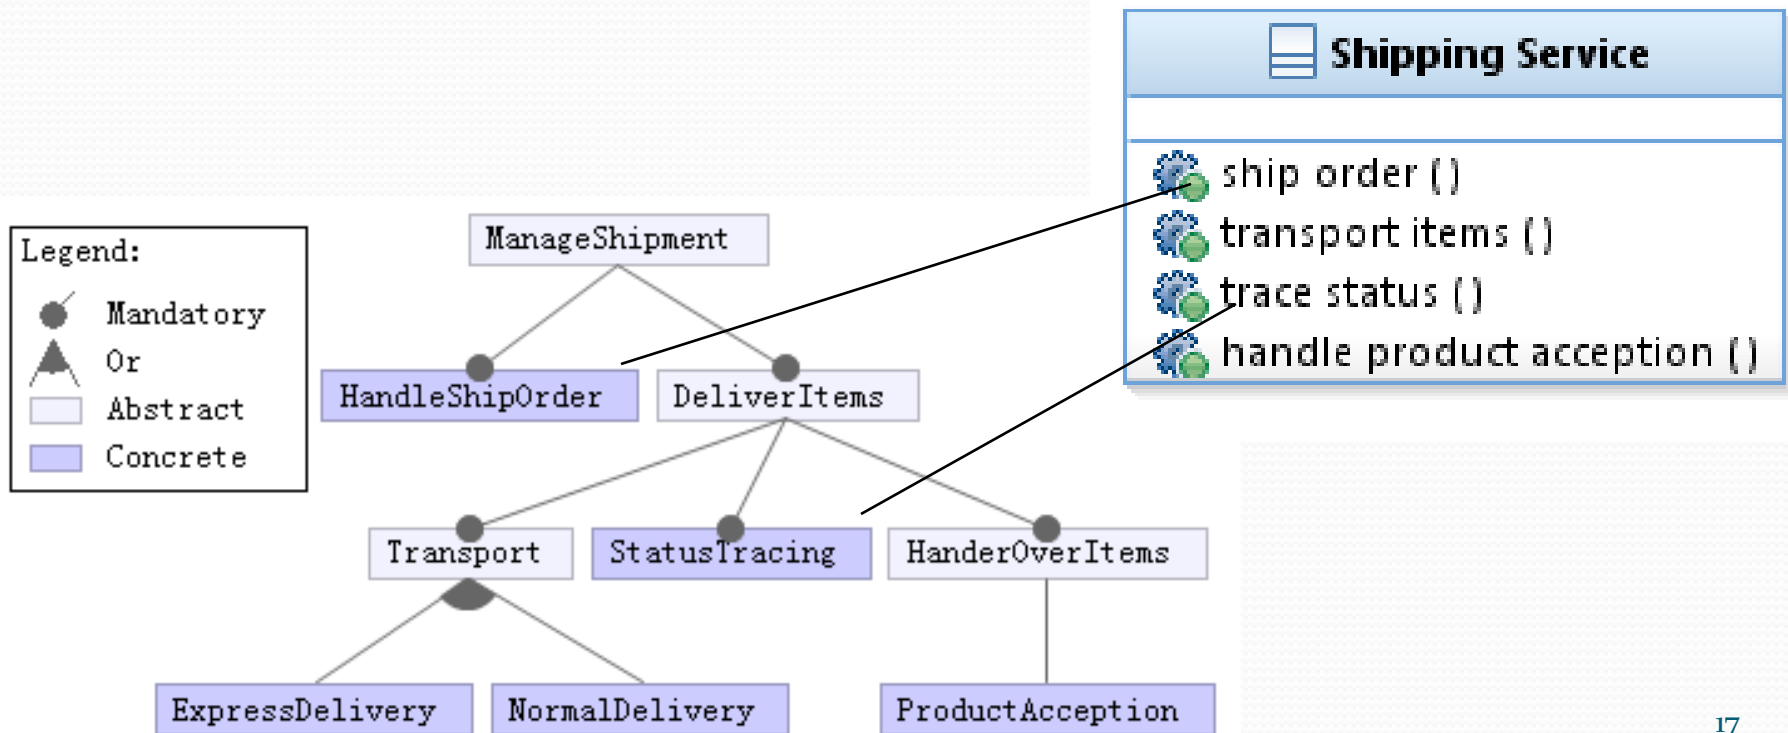 Shipping Service
ship order ()
transport items ()
trace status ()
handle product acception ()
Legend:
Mandatory
Or
Abstract
Concrete
ManageShipment
HandleShipOrder
DeliverItems
Transport
StatusTracing
HanderOverItems
ExpressDelivery
NormalDelivery
ProductAcception
17